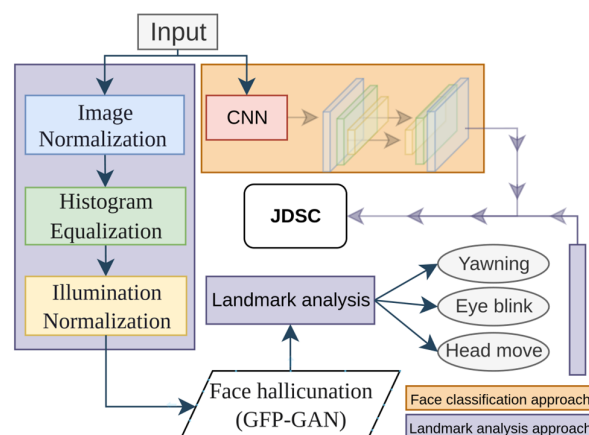 Input
Image
Normalization
Histogram
Equalization
Illumination
Normalization
CNN
JDSC
Landmark analysis
Yawning
Eye blink
Head move
Face hallicunation
(GFP-GAN)
Face classification approach
Landmark analysis approach